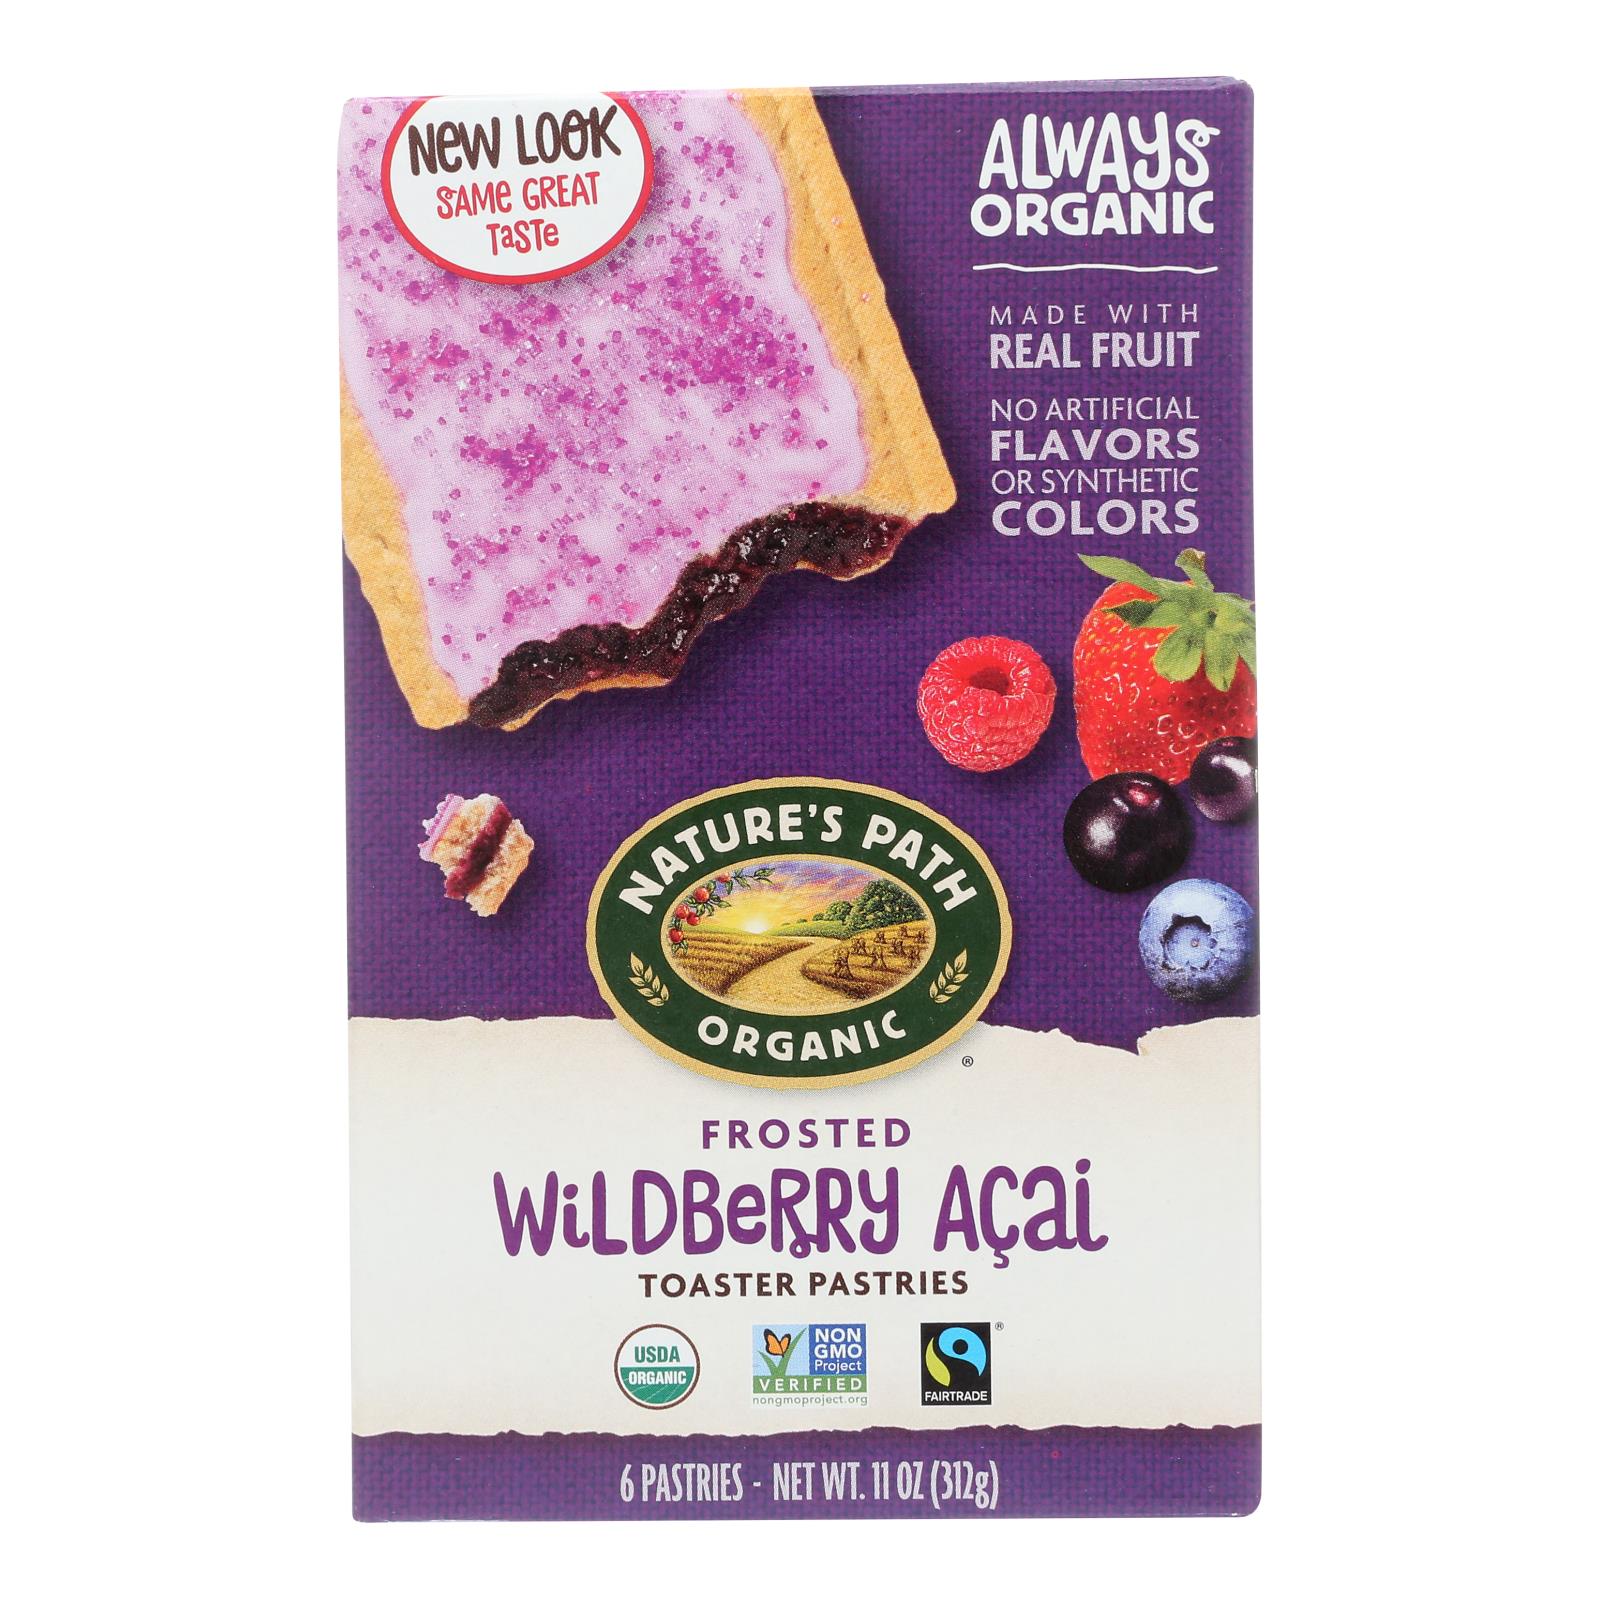 NEW LOOK
SAME GREAT
TASTE
ALWAYS
ORGANIC
MADE WITH
REAL FRUIT
NO ARTIFICIAL
FLAVORS
OR SYNTHETIC
COLORS
NATURE'S PATH
ORGANIC
®
FROSTED
WILDBERRY AÇAI
TOASTER PASTRIES
USDA
ORGANIC
NON
GMO
Project
VERIFIED
nongmoproject.org
FAIRTRADE
®
6 PASTRIES - NET WT. 11 OZ (312g)